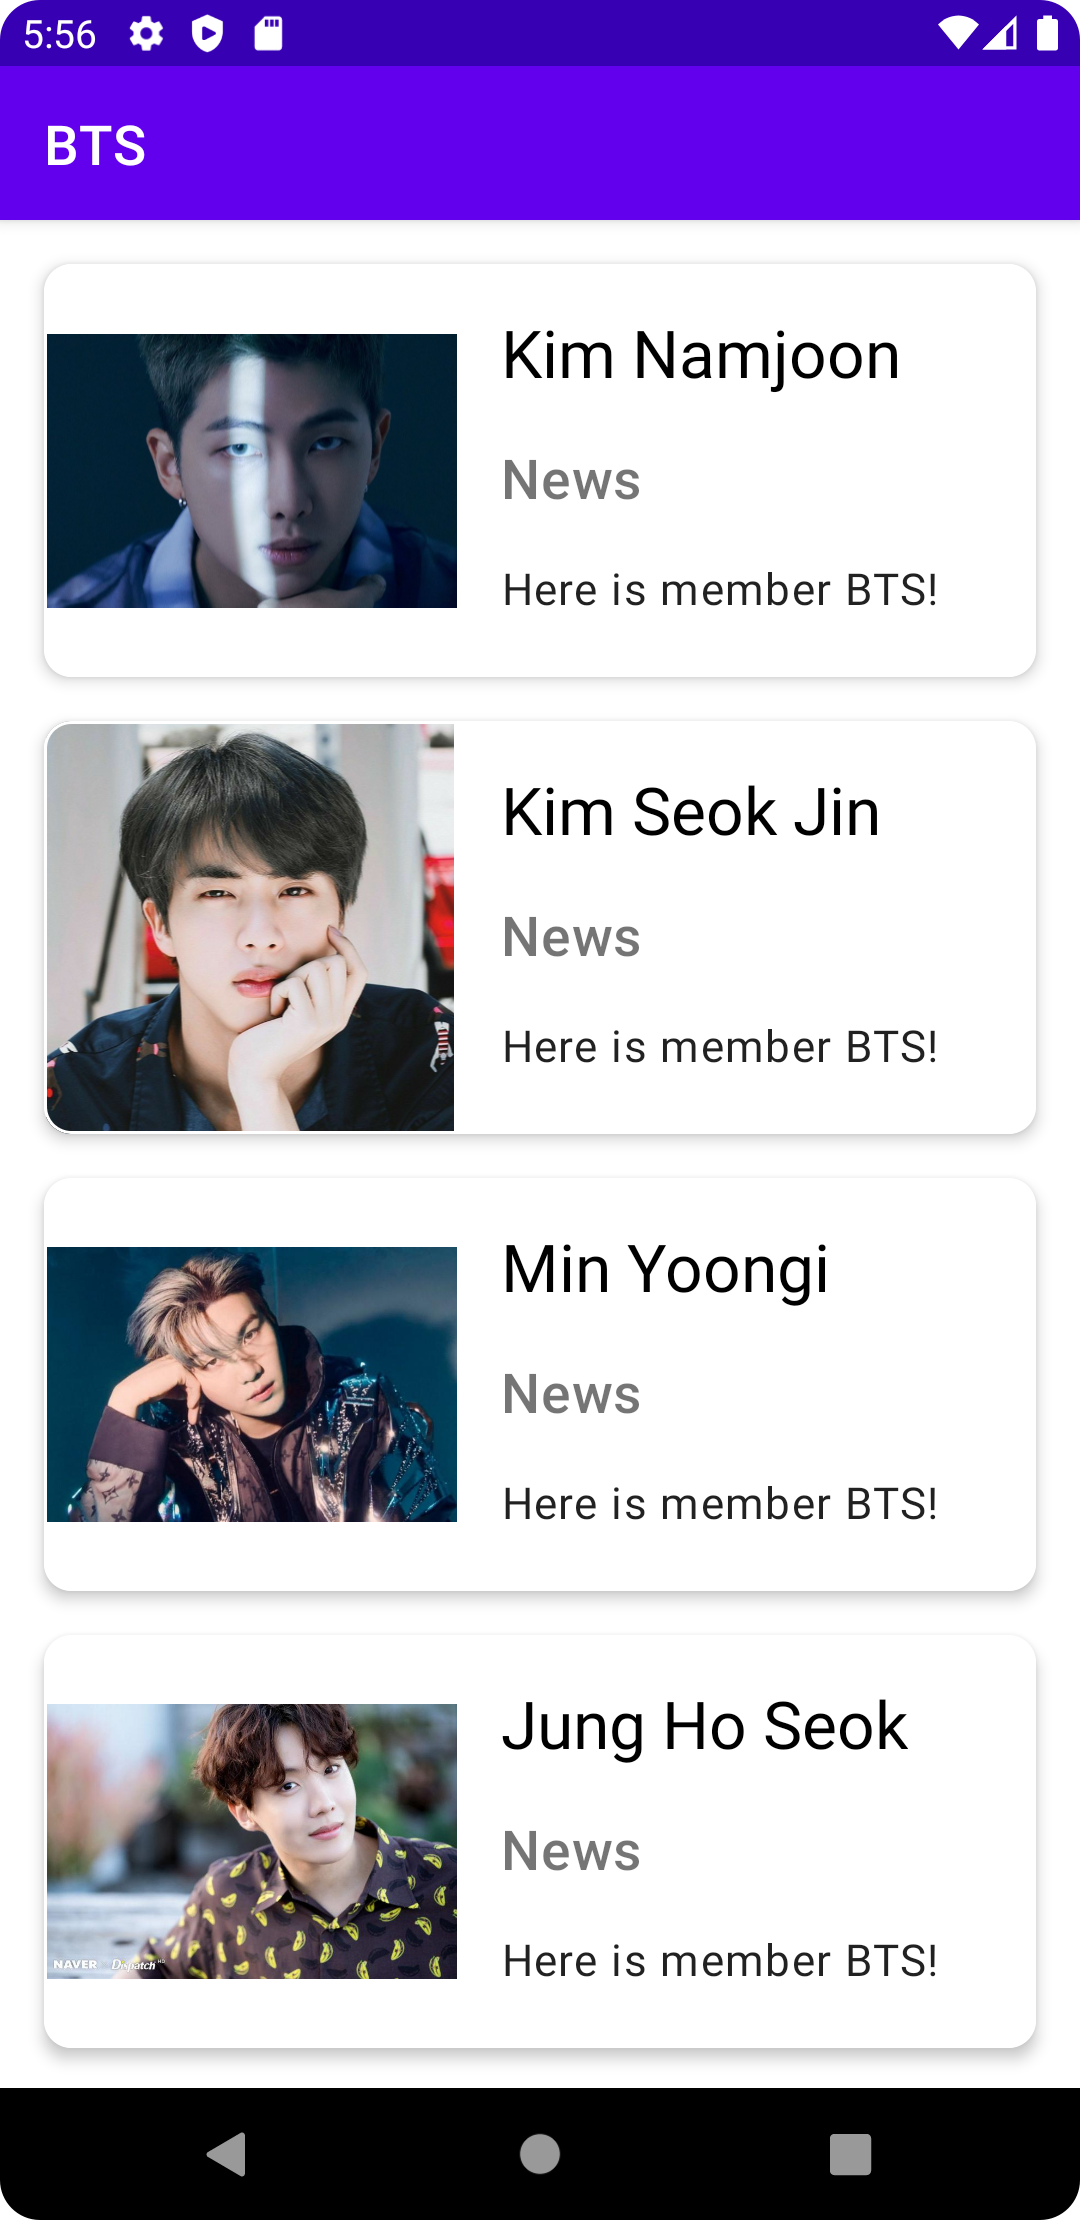 5:56
BTS
Kim Namjoon
News
Here is member BTS!
Kim Seok Jin
News
Here is member BTS!
Min Yoongi
News
Here is member BTS!
Jung Ho Seok
News
Here is member BTS!
NAVER Dispatch HD